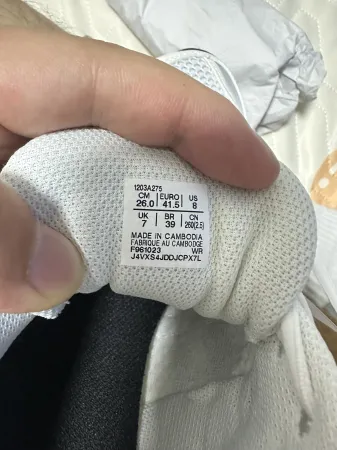 1203A275
CM EURO US
26.0 41.5 8
UK BR CN
7 39 260(2.5)
MADE IN CAMBODIA
FABRIQUE AU CAMBODGE
F961023 WR
J4VXS4JDDJCPX7L